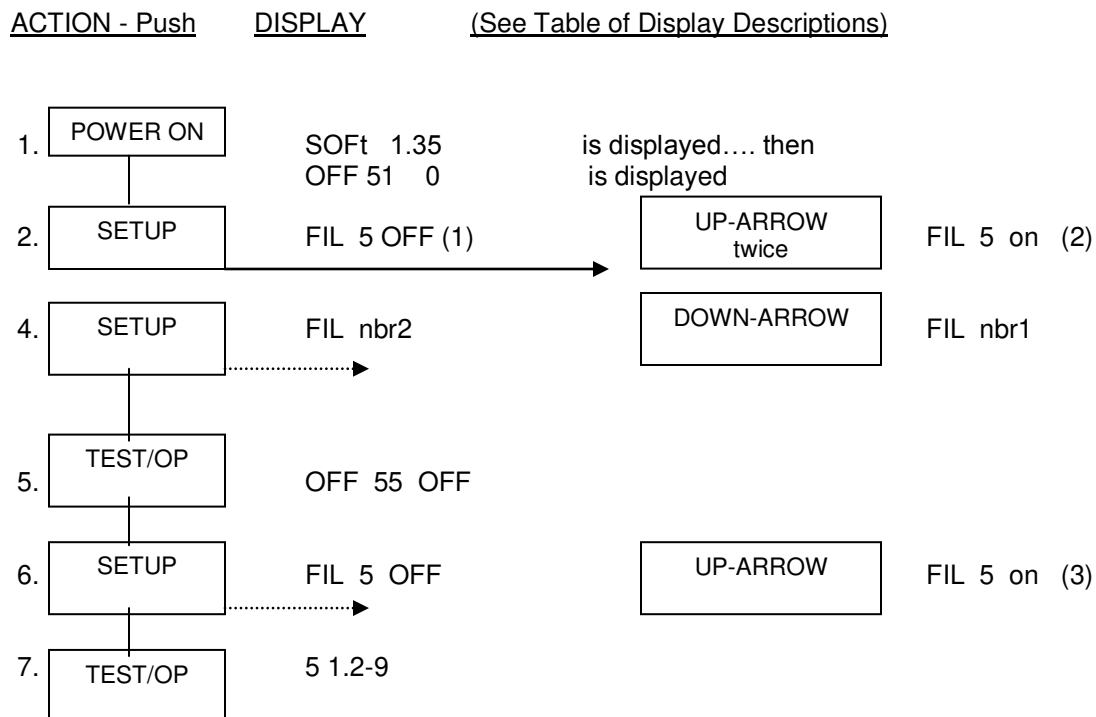 ACTION - Push DISPLAY (See Table of Display Descriptions)
1. POWER ON SOFt 1.35 is displayed…. then
OFF 51 0 is displayed
2. SETUP FIL 5 OFF (1) UP-ARROW FIL 5 on (2)
twice
4. SETUP FIL nbr2 DOWN-ARROW FIL nbr1
TEST/OP
5. OFF 55 OFF
6. SETUP FIL 5 OFF UP-ARROW FIL 5 on (3)
7. TEST/OP 5 1.2-9